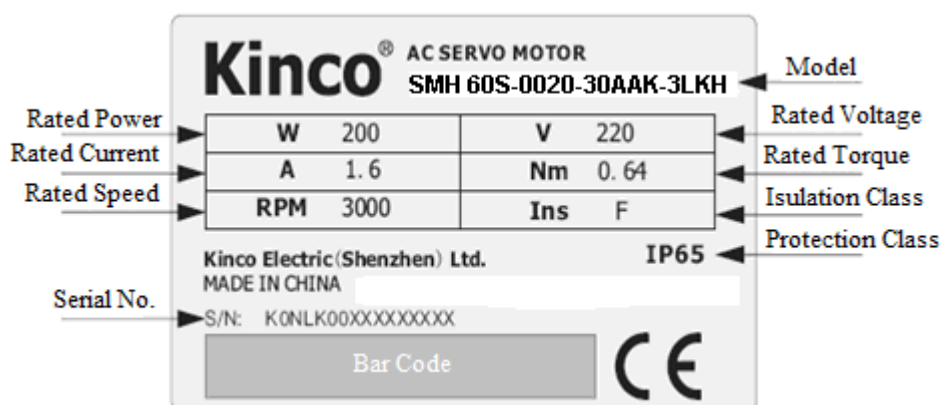 Kinco® AC SERVO MOTOR
SMH 60S-0020-30AAK-3LKH
Model
Rated Power
W 200
V 220
Rated Voltage
Rated Current
A 1.6
Nm 0.64
Rated Torque
Rated Speed
RPM 3000
Ins F
Isulation Class
Kinco Electric(Shenzhen) Ltd.
IP65
Protection Class
MADE IN CHINA
Serial No.
S/N: K0NLK00XXXXXXXXX
Bar Code
CE